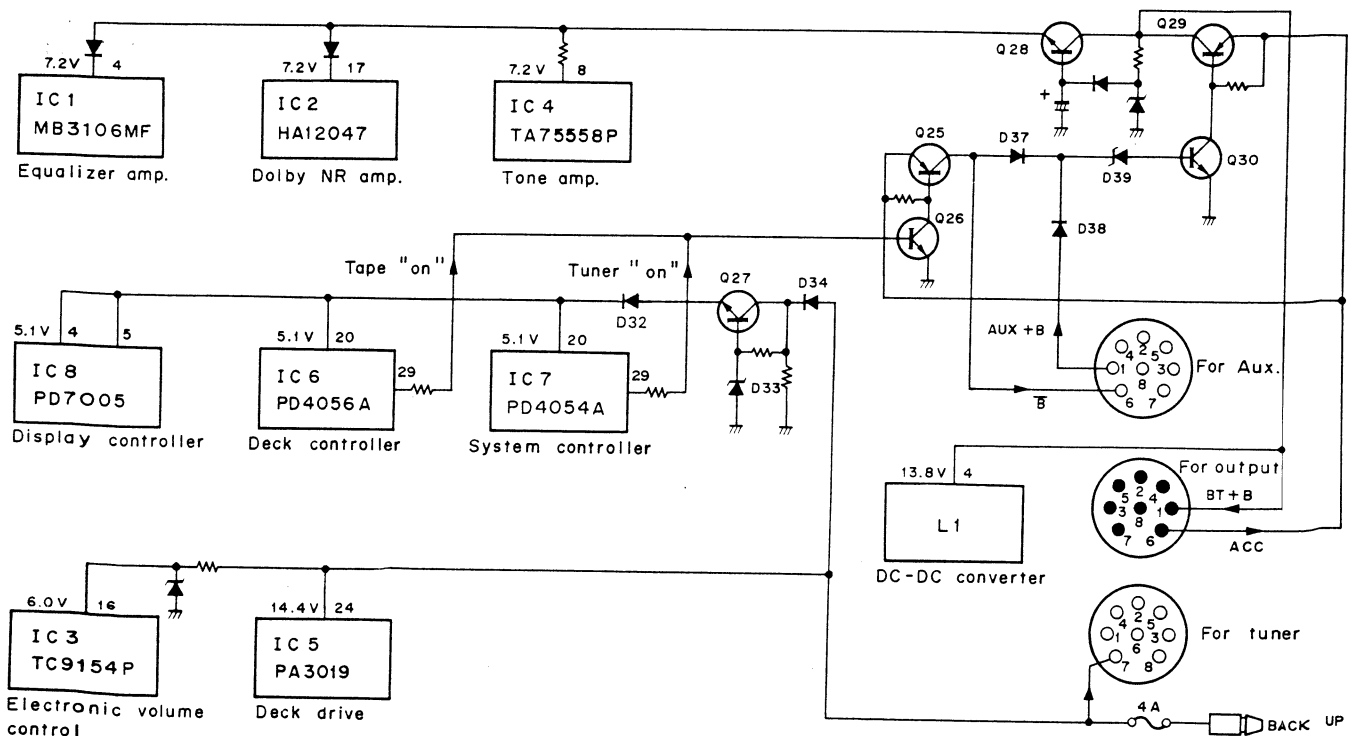 Q28
Q29
7.2V 4
7.2V 17
7.2V 8
IC1
MB3106MF
Equalizer amp.
IC2
HA12047
Dolby NR amp.
IC4
TA75558P
Tone amp.
+
Q25
D37
D39
Q30
Q26
D38
Tape "on"
Tuner "on"
Q27
D34
D32
D33
5.1V 4 5
5.1V 20
5.1V 20
IC8
PD7005
Display controller
IC6
PD4056A
29
Deck controller
IC7
PD4054A
29
System controller
AUX +B
B
2
4 5
1 3
8
6 7
For Aux.
13.8V 4
L1
DC-DC converter
For output
2
5 4
3 1
8
7 6
BT+B
ACC
6.0V 16
IC3
TC9154P
Electronic volume
control
14.4V 24
IC5
PA3019
Deck drive
2
4 5
1 3
6
7 8
For tuner
4A
BACK UP